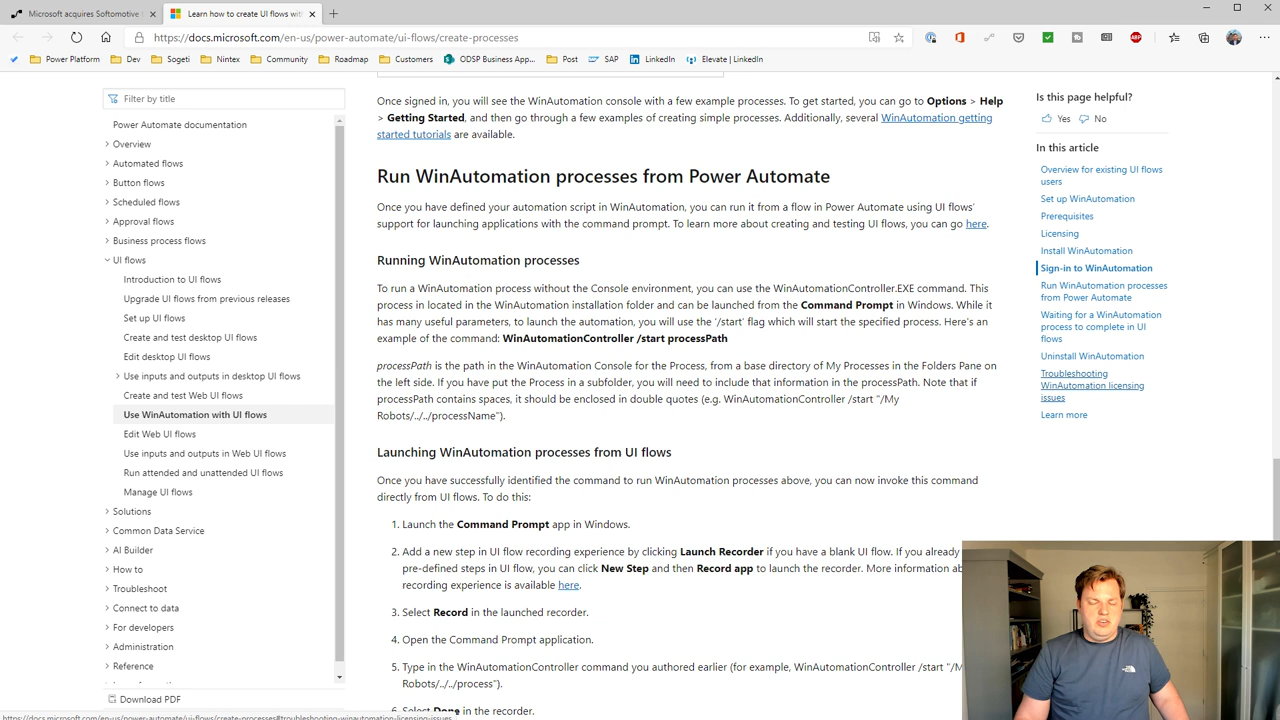 Microsoft acquires Softomotive t
Learn how to create UI flows with
https://docs.microsoft.com/en-us/power-automate/ui-flows/create-processes
Power Platform
Dev
Sogeti
Nintex
Community
Roadmap
Customers
ODSP Business App...
Post
SAP
LinkedIn
Elevate | LinkedIn
Filter by title
Power Automate documentation
Overview
Automated flows
Button flows
Scheduled flows
Approval flows
Business process flows
UI flows
Introduction to UI flows
Upgrade UI flows from previous releases
Set up UI flows
Create and test desktop UI flows
Edit desktop UI flows
Use inputs and outputs in desktop UI flows
Create and test Web UI flows
Use WinAutomation with UI flows
Edit Web UI flows
Use inputs and outputs in Web UI flows
Run attended and unattended UI flows
Manage UI flows
Solutions
Common Data Service
AI Builder
How to
Troubleshoot
Connect to data
For developers
Administration
Reference
Download PDF
Once signed in, you will see the WinAutomation console with a few example processes. To get started, you can go to Options > Help
> Getting Started, and then go through a few examples of creating simple processes. Additionally, several WinAutomation getting
started tutorials are available.
Run WinAutomation processes from Power Automate
Once you have defined your automation script in WinAutomation, you can run it from a flow in Power Automate using UI flows'
support for launching applications with the command prompt. To learn more about creating and testing UI flows, you can go here.
Running WinAutomation processes
To run a WinAutomation process without the Console environment, you can use the WinAutomationController.EXE command. This
process in located in the WinAutomation installation folder and can be launched from the Command Prompt in Windows. While it
has many useful parameters, to launch the automation, you will use the '/start' flag which will start the specified process. Here's an
example of the command: WinAutomationController /start processPath
processPath is the path in the WinAutomation Console for the Process, from a base directory of My Processes in the Folders Pane on
the left side. If you have put the Process in a subfolder, you will need to include that information in the processPath. Note that if
processPath contains spaces, it should be enclosed in double quotes (e.g. WinAutomationController /start "/My
Robots/../../processName").
Launching WinAutomation processes from UI flows
Once you have successfully identified the command to run WinAutomation processes above, you can now invoke this command
directly from UI flows. To do this:
1. Launch the Command Prompt app in Windows.
2. Add a new step in UI flow recording experience by clicking Launch Recorder if you have a blank UI flow. If you already
pre-defined steps in UI flow, you can click New Step and then Record app to launch the recorder. More information ab
recording experience is available here.
3. Select Record in the launched recorder.
4. Open the Command Prompt application.
5. Type in the WinAutomationController command you authored earlier (for example, WinAutomationController /start "/M
Robots/../../process").
6. Select Done in the recorder.
Is this page helpful?
Yes No
In this article
Overview for existing UI flows
users
Set up WinAutomation
Prerequisites
Licensing
Install WinAutomation
Sign-in to WinAutomation
Run WinAutomation processes
from Power Automate
Waiting for a WinAutomation
process to complete in UI
flows
Uninstall WinAutomation
Troubleshooting
WinAutomation licensing
issues
Learn more
https://docs.microsoft.com/en-us/power-automate/ui-flows/create-processes#troubleshooting-winautomation-licensing-issues